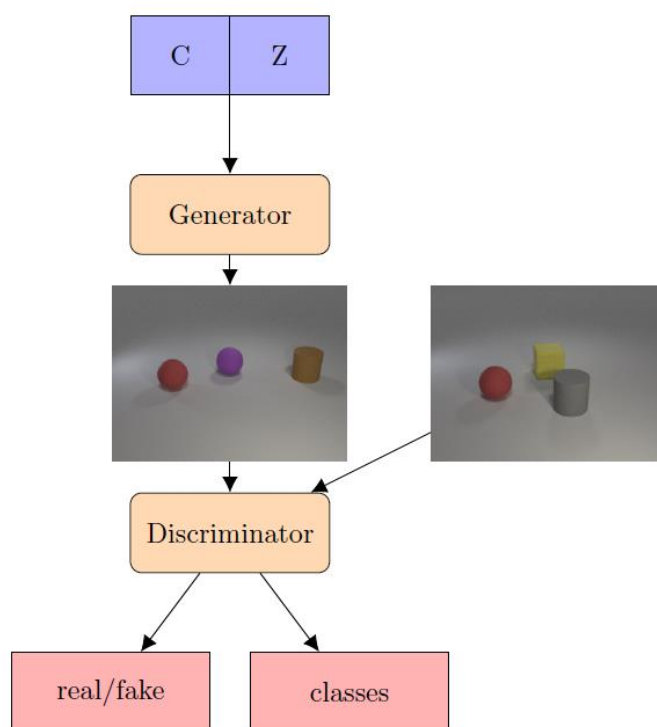 C
Z
Generator
Discriminator
real/fake
classes